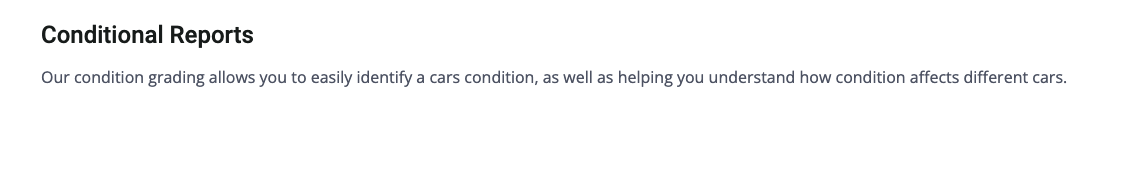 Conditional Reports
Our condition grading allows you to easily identify a cars condition, as well as helping you understand how condition affects different cars.